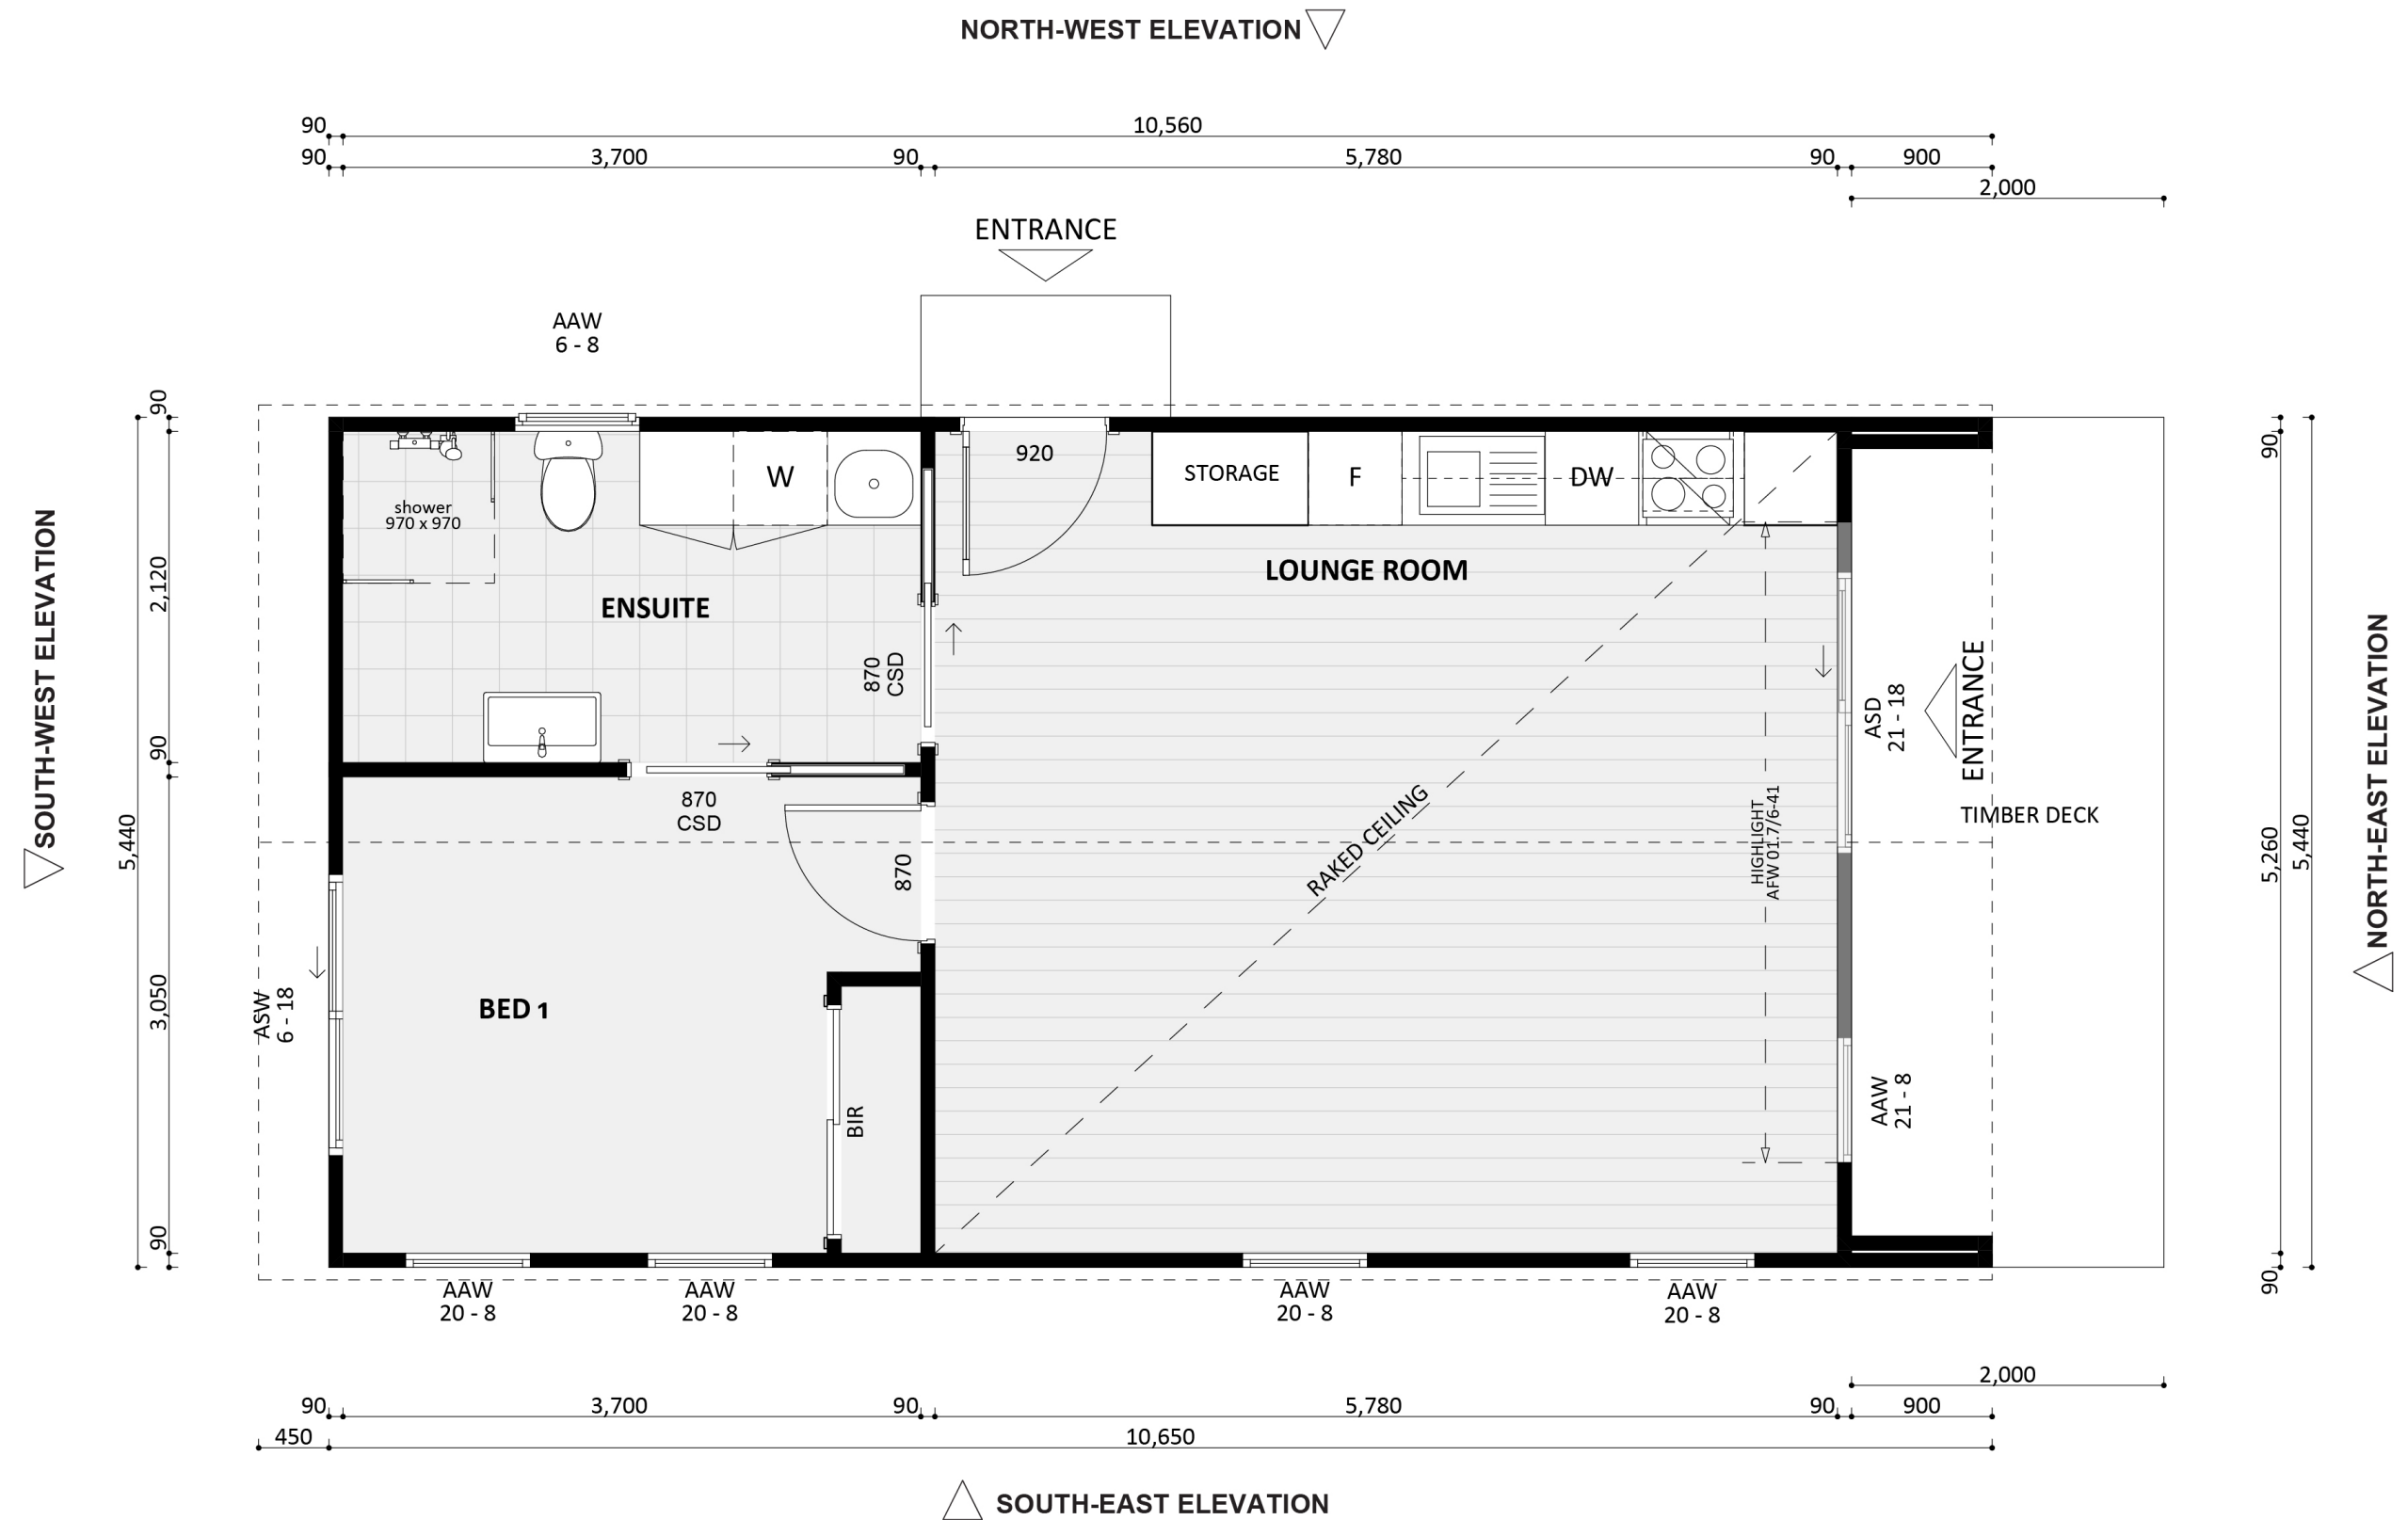 NORTH-WEST ELEVATION
90 10,560
90 3,700 90 5,780 90 900
2,000
ENTRANCE
AAW
6 - 8
90
2,120
90
3,050
90
5,440
SOUTH-WEST ELEVATION
shower
970 x 970
W
920
STORAGE
F
DW
LOUNGE ROOM
ENSUITE
870
CSD
870
CSD
870
RAKED CEILING
HIGHLIGHT
AFW 01.7/6-41
ASD
21 - 18
ENTRANCE
TIMBER DECK
ASW
6 - 18
BED 1
BIR
AAW
21 - 8
90
5,260
90
5,440
NORTH-EAST ELEVATION
AAW
20 - 8
AAW
20 - 8
AAW
20 - 8
AAW
20 - 8
2,000
90 3,700 90 5,780 90 900
450 10,650
SOUTH-EAST ELEVATION